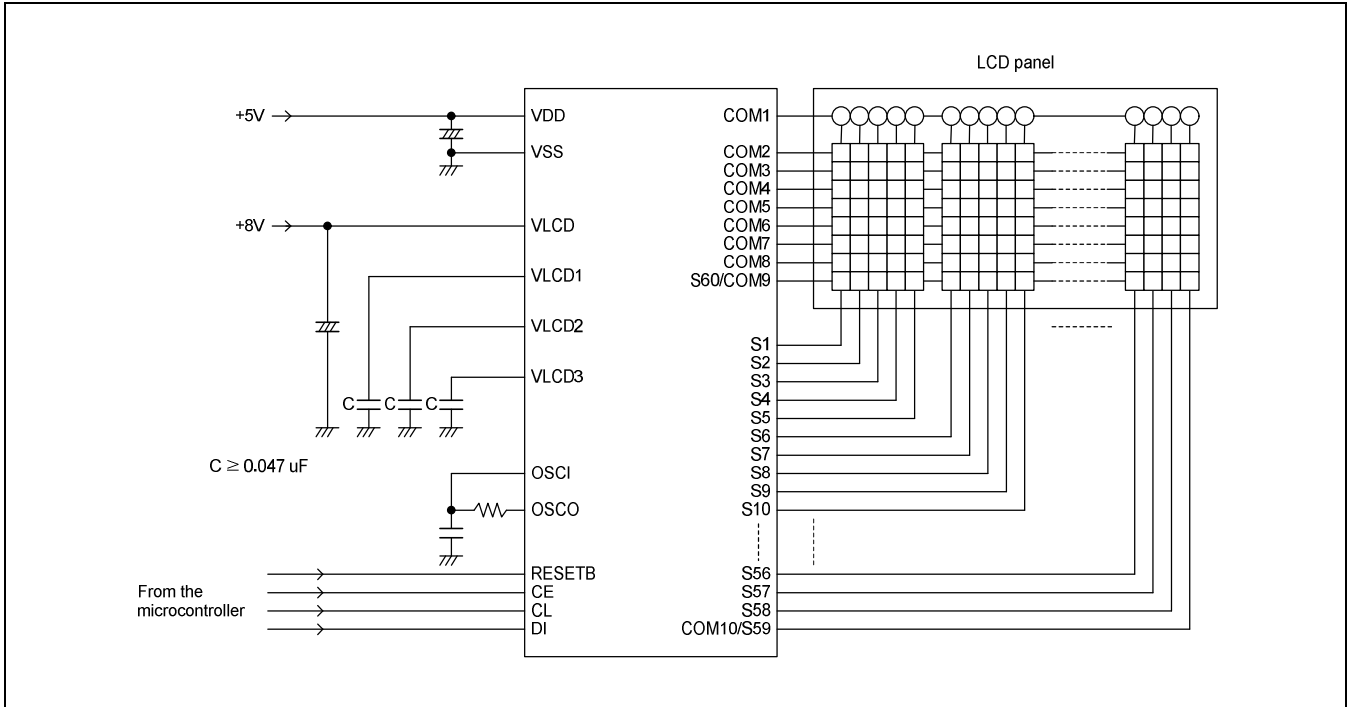 LCD panel
+5V
VDD
VSS
+8V
VLCD
VLCD1
VLCD2
VLCD3
C
C
C
C ≥ 0.047 uF
OSCI
OSCO
From the
microcontroller
RESETB
CE
CL
DI
COM1
COM2
COM3
COM4
COM5
COM6
COM7
COM8
S60/COM9
S1
S2
S3
S4
S5
S6
S7
S8
S9
S10
S56
S57
S58
COM10/S59